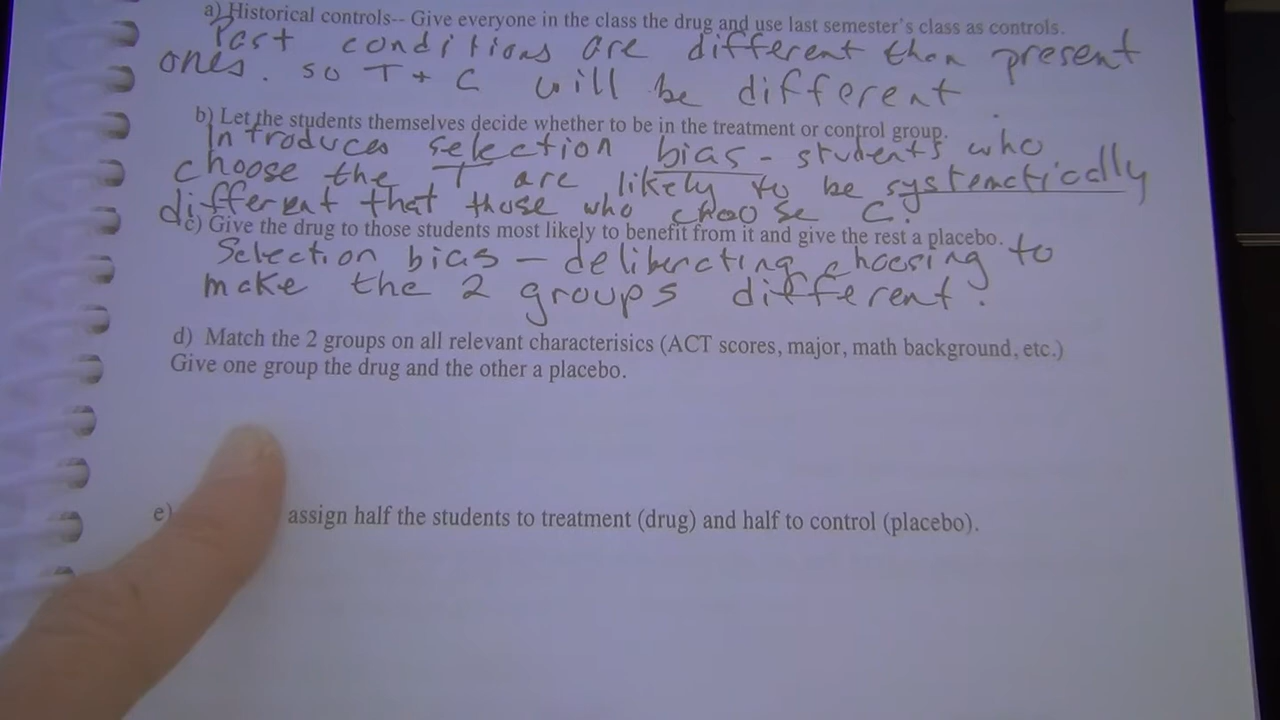 a) Historical controls-- Give everyone in the class the drug and use last semester's class as controls.
Past conditions are different than present
ones. so T + C will be different
b) Let the students themselves decide whether to be in the treatment or control group.
Introduces selection bias - students who
choose the T are likely to be systematically
different that those who choose C.
c) Give the drug to those students most likely to benefit from it and give the rest a placebo.
Selection bias – deliberating choosing to
make the 2 groups different.
d) Match the 2 groups on all relevant characterisics (ACT scores, major, math background, etc.)
Give one group the drug and the other a placebo.
e) assign half the students to treatment (drug) and half to control (placebo).